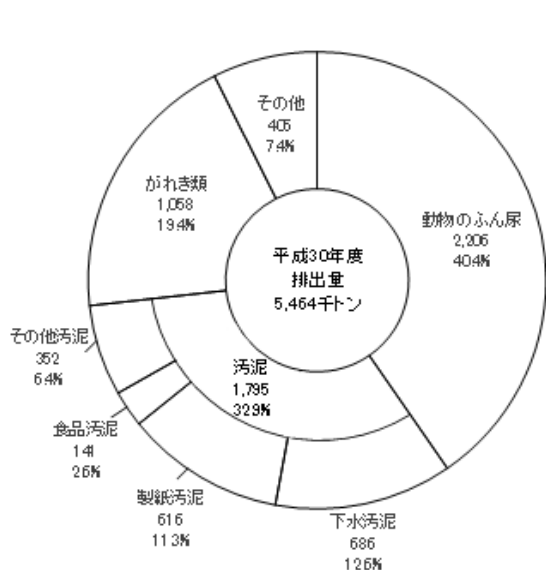 その他
405
7.4%
がれき類
1,058
19.4%
動物のふん尿
2,206
40.4%
平成30年度
排出量
5,464千トン
その他汚泥
352
6.4%
汚泥
1,795
32.9%
食品汚泥
141
2.6%
製紙汚泥
616
11.3%
下水汚泥
686
12.6%